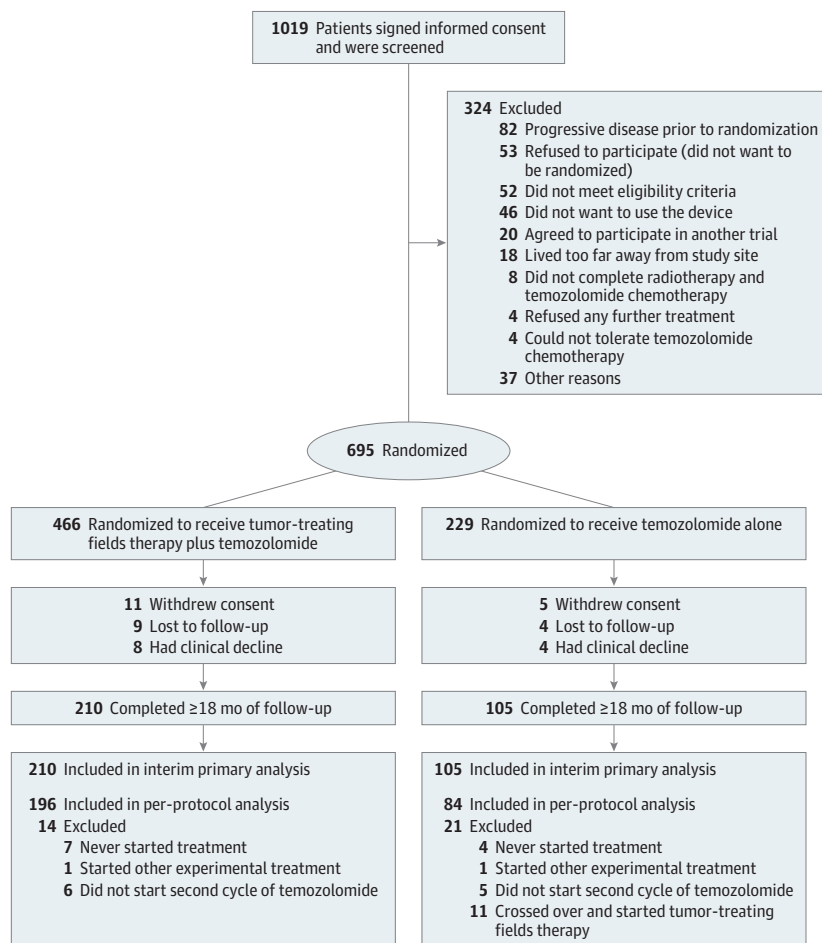 1019 Patients signed informed consent
and were screened
324 Excluded
82 Progressive disease prior to randomization
53 Refused to participate (did not want to
be randomized)
52 Did not meet eligibility criteria
46 Did not want to use the device
20 Agreed to participate in another trial
18 Lived too far away from study site
8 Did not complete radiotherapy and
temozolomide chemotherapy
4 Refused any further treatment
4 Could not tolerate temozolomide
chemotherapy
37 Other reasons
695 Randomized
466 Randomized to receive tumor-treating
fields therapy plus temozolomide
229 Randomized to receive temozolomide alone
11 Withdrew consent
9 Lost to follow-up
8 Had clinical decline
5 Withdrew consent
4 Lost to follow-up
4 Had clinical decline
210 Completed ≥18 mo of follow-up
105 Completed ≥18 mo of follow-up
210 Included in interim primary analysis
196 Included in per-protocol analysis
14 Excluded
7 Never started treatment
1 Started other experimental treatment
6 Did not start second cycle of temozolomide
105 Included in interim primary analysis
84 Included in per-protocol analysis
21 Excluded
4 Never started treatment
1 Started other experimental treatment
5 Did not start second cycle of temozolomide
11 Crossed over and started tumor-treating
fields therapy